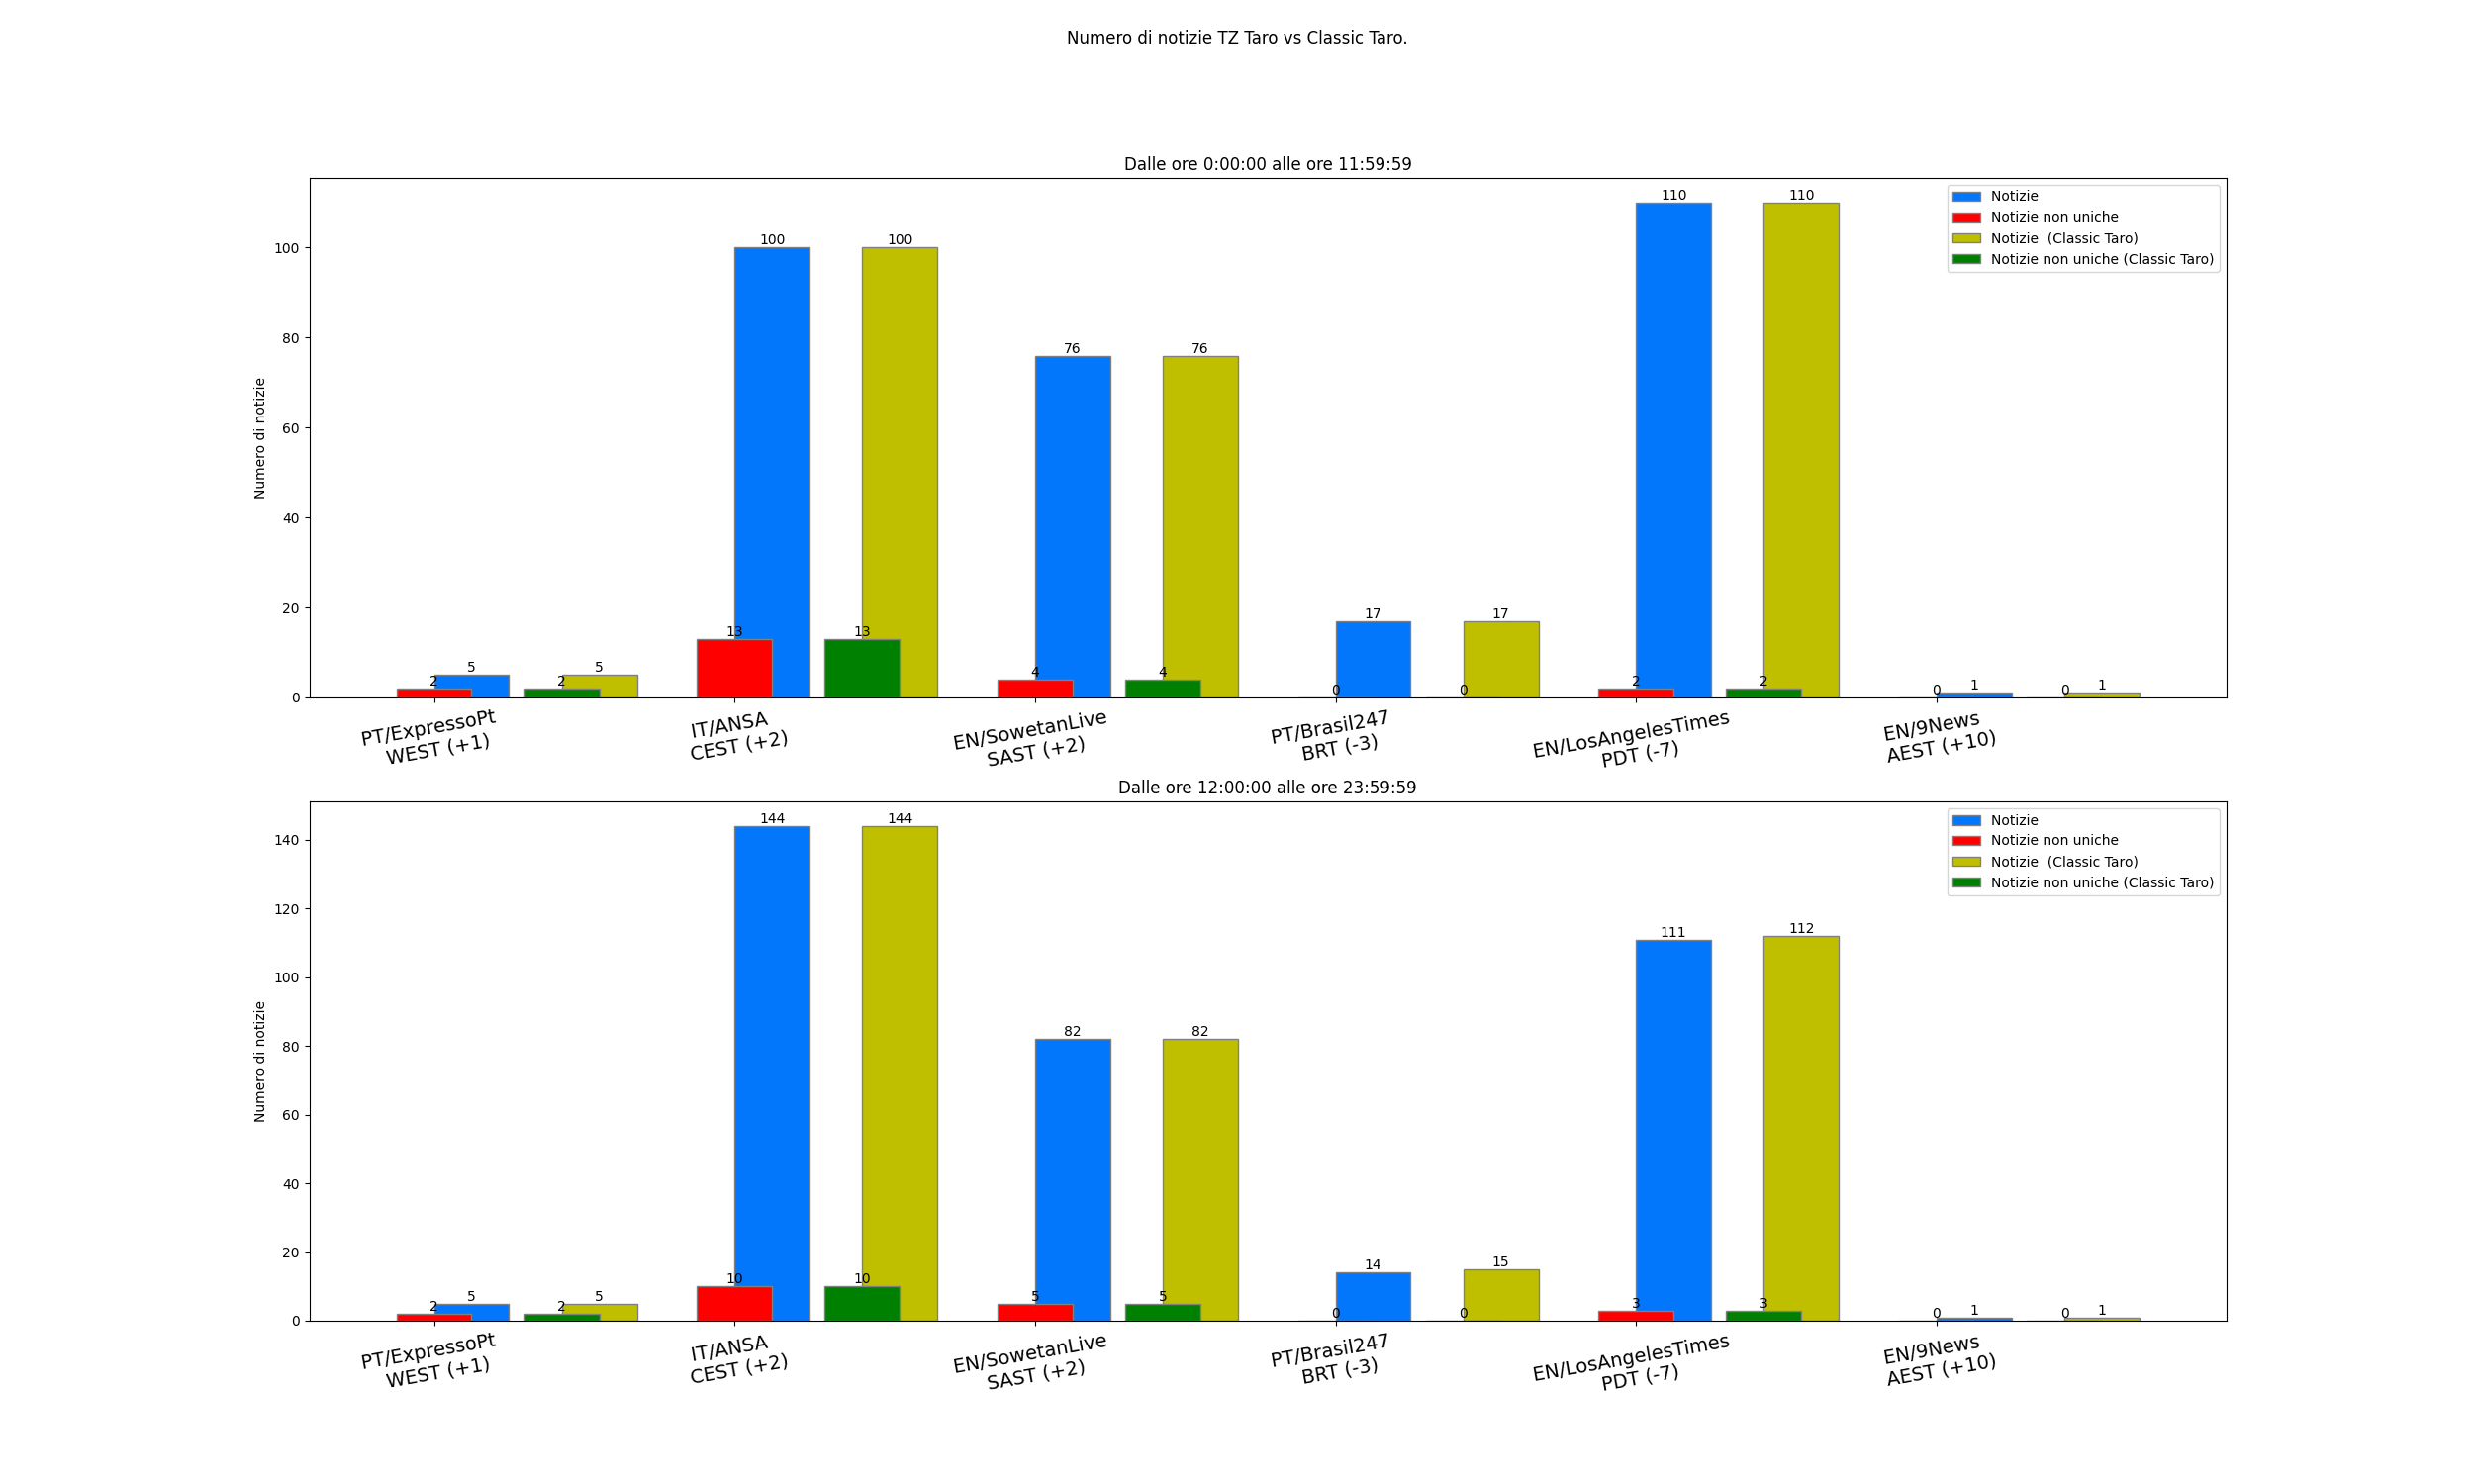 Numero di notizie TZ Taro vs Classic Taro.
Dalle ore 0:00:00 alle ore 11:59:59
Numero di notizie
100
80
60
40
20
0
Notizie
Notizie non uniche
Notizie  (Classic Taro)
Notizie non uniche (Classic Taro)
2
5
2
5
13
100
13
100
4
76
4
76
0
17
0
17
2
110
2
110
0
1
0
1
PT/ExpressoPt
WEST (+1)
IT/ANSA
CEST (+2)
EN/SowetanLive
SAST (+2)
PT/Brasil247
BRT (-3)
EN/LosAngelesTimes
PDT (-7)
EN/9News
AEST (+10)
Dalle ore 12:00:00 alle ore 23:59:59
Numero di notizie
140
120
100
80
60
40
20
0
Notizie
Notizie non uniche
Notizie  (Classic Taro)
Notizie non uniche (Classic Taro)
2
5
2
5
10
144
10
144
5
82
5
82
0
14
0
15
3
111
3
112
0
1
0
1
PT/ExpressoPt
WEST (+1)
IT/ANSA
CEST (+2)
EN/SowetanLive
SAST (+2)
PT/Brasil247
BRT (-3)
EN/LosAngelesTimes
PDT (-7)
EN/9News
AEST (+10)